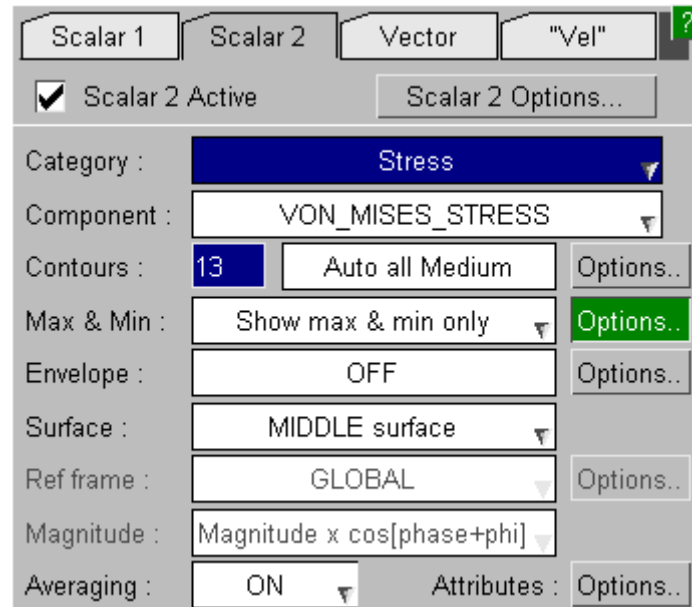 Scalar 1 Scalar 2 Vector "Vel" ?
Scalar 2 Active Scalar 2 Options...
Category : Stress
Component : VON_MISES_STRESS
Contours : 13 Auto all Medium Options..
Max & Min : Show max & min only Options..
Envelope : OFF Options..
Surface : MIDDLE surface
Ref frame : GLOBAL Options..
Magnitude : Magnitude x cos[phase+phi]
Averaging : ON Attributes : Options..